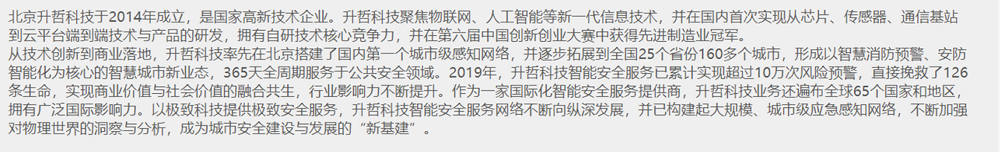 北京升哲科技于2014年成立，是国家高新技术企业。升哲科技聚焦物联网、人工智能等新一代信息技术，并在国内首次实现从芯片、传感器、通信基站
到云平台端到端技术与产品的研发，拥有自研技术核心竞争力，并在第六届中国创新创业大赛中获得先进制造业冠军。
从技术创新到商业落地，升哲科技率先在北京搭建了国内第一个城市级感知网络，并逐步拓展到全国25个省份160多个城市，形成以智慧消防预警、安防
智能化为核心的智慧城市新业态，365天全周期服务于公共安全领域。2019年，升哲科技智能安全服务已累计实现超过10万次风险预警，直接挽救了126
条生命，实现商业价值与社会价值的融合共生，行业影响力不断提升。作为一家国际化智能安全服务提供商，升哲科技业务还遍布全球65个国家和地区，
拥有广泛国际影响力。以极致科技提供极致安全服务，升哲科技智能安全服务网络不断向纵深发展，并已构建起大规模、城市级应急感知网络，不断加强
对物理世界的洞察与分析，成为城市安全建设与发展的“新基建”。